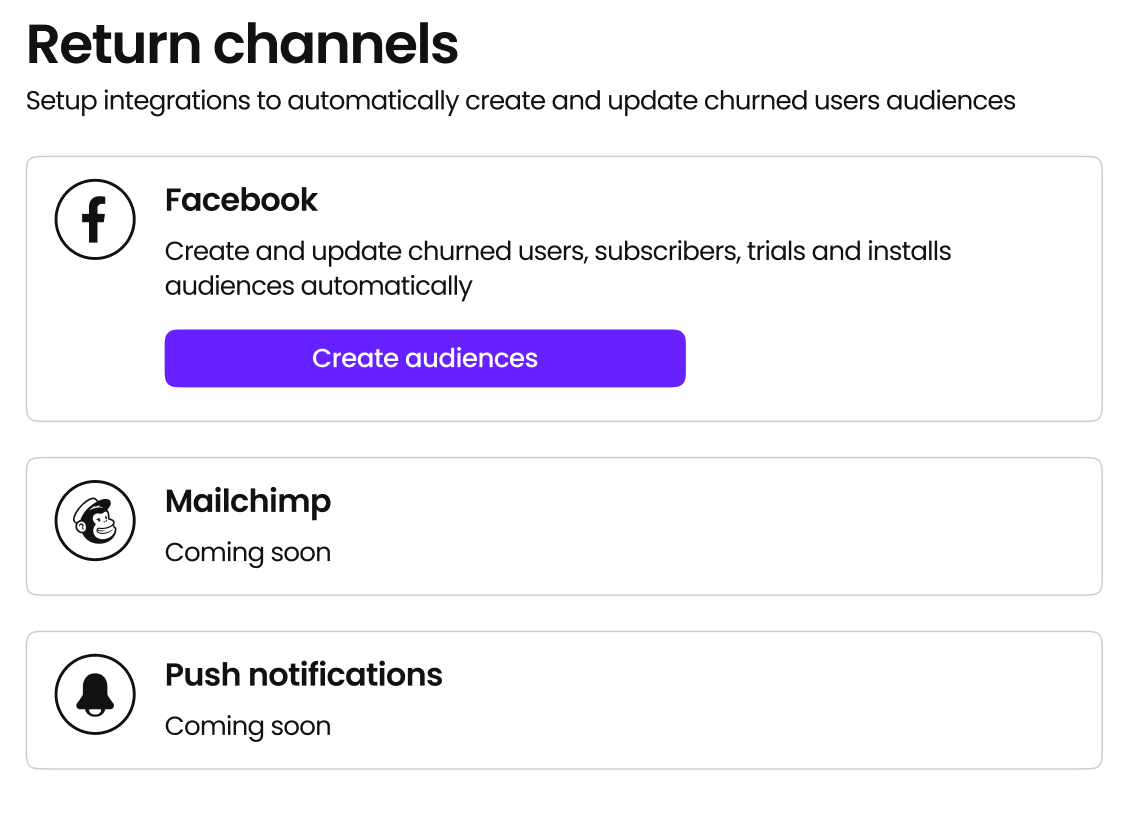 Return channels
Setup integrations to automatically create and update churned users audiences
Facebook
Create and update churned users, subscribers, trials and installs
audiences automatically
Create audiences
Mailchimp
Coming soon
Push notifications
Coming soon